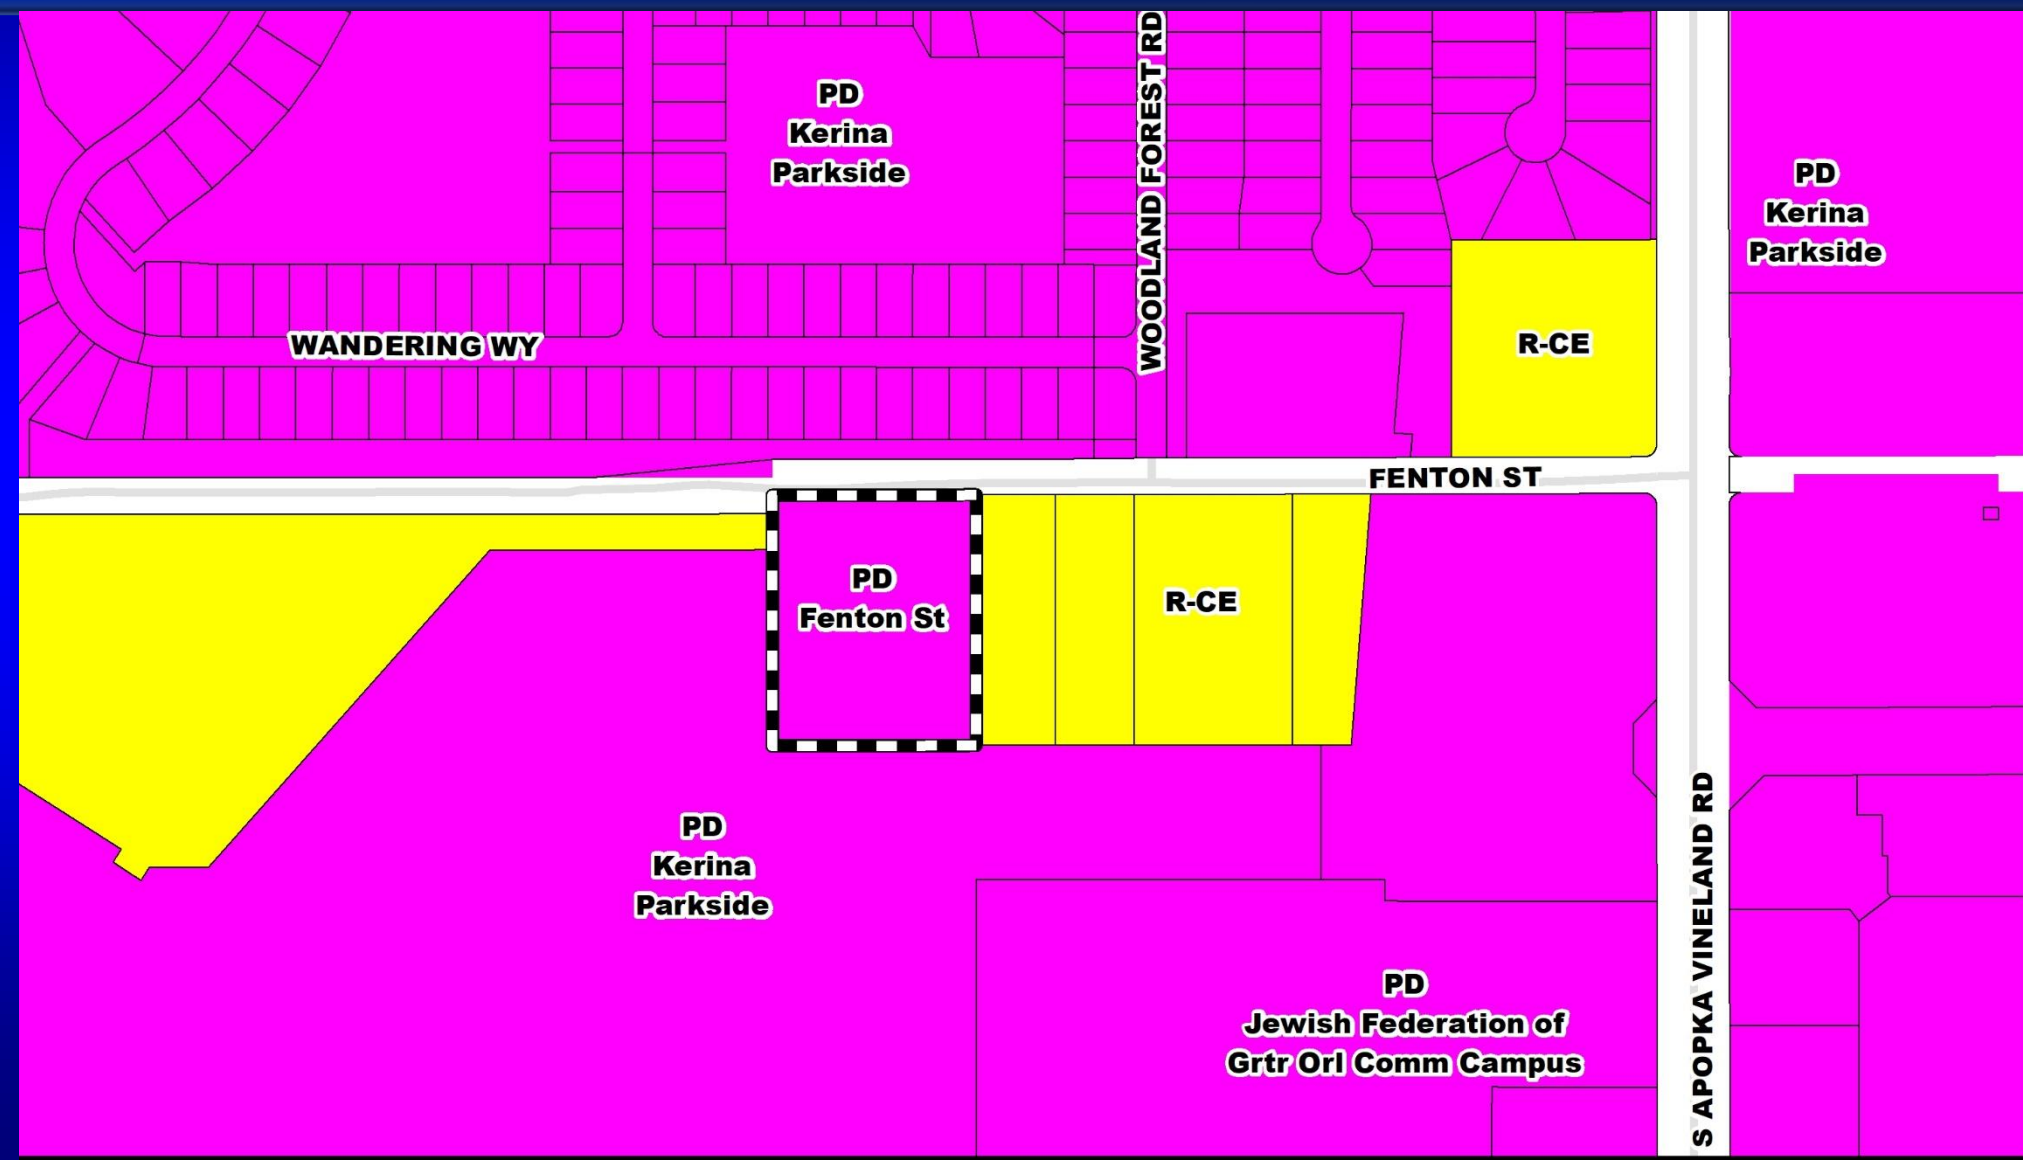 PD
Kerina
Parkside
WOODLAND FOREST RD
PD
Kerina
Parkside
WANDERING WY
R-CE
FENTON ST
PD
Fenton St
R-CE
PD
Kerina
Parkside
S APOPKA VINELAND RD
PD
Jewish Federation of
Grtr Orl Comm Campus